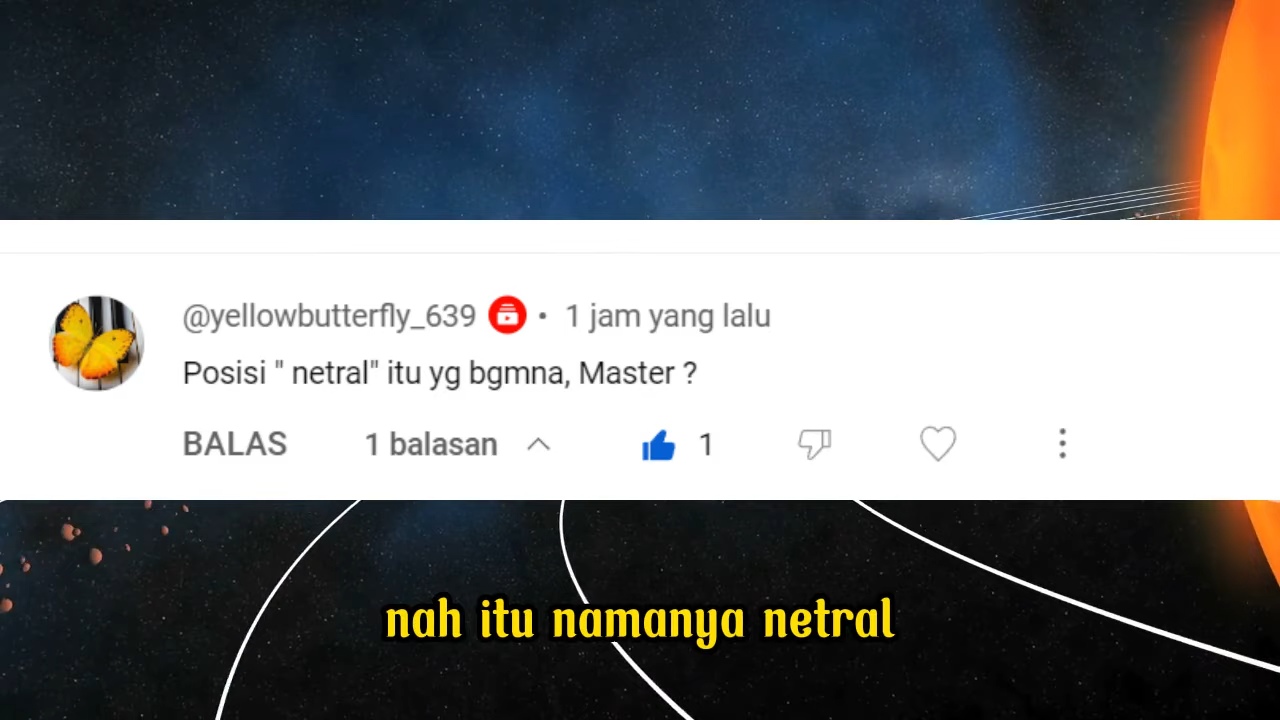 @yellowbutterfly_639 • 1 jam yang lalu
Posisi " netral" itu yg bgmna, Master ?
BALAS 1 balasan 1
nah itu namanya netral